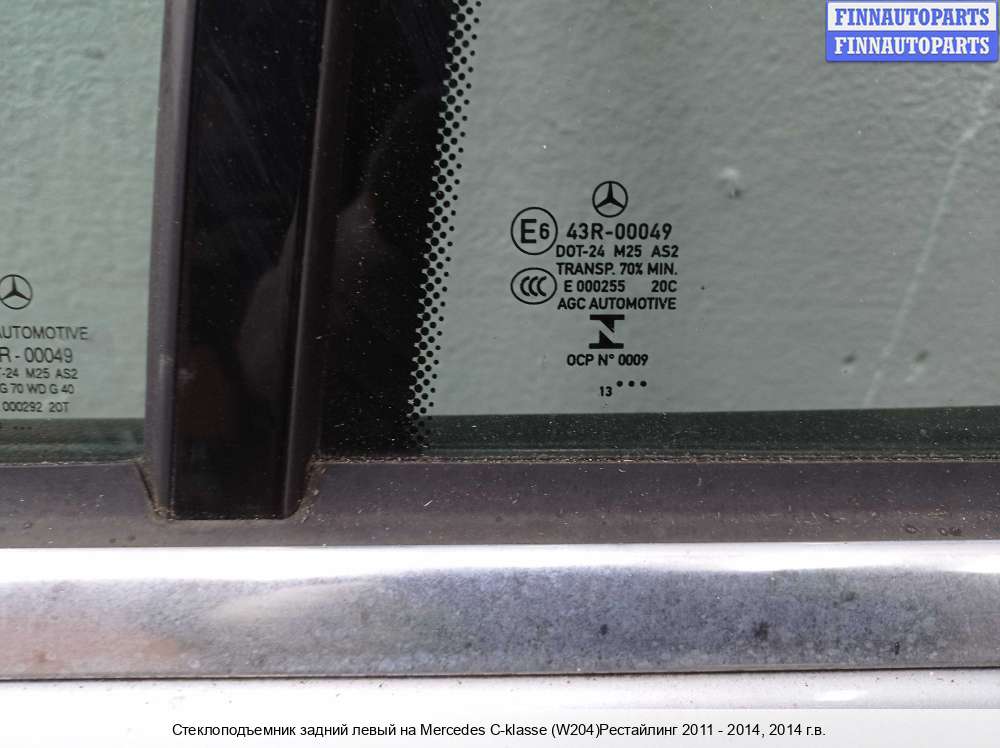 FINNAUTOPARTS
FINNAUTOPARTS
E6 43R-00049
DOT-24 M25 AS2
TRANSP. 70% MIN.
CCC E 000255 20C
AGC AUTOMOTIVE
N
OCP N° 0009
13 •••
AUTOMOTIVE
R-00049
-24 M25 AS2
G 70 WD G 40
000292 20T
Стеклоподъемник задний левый на Mercedes C-klasse (W204)Рестайлинг 2011 - 2014, 2014 г.в.